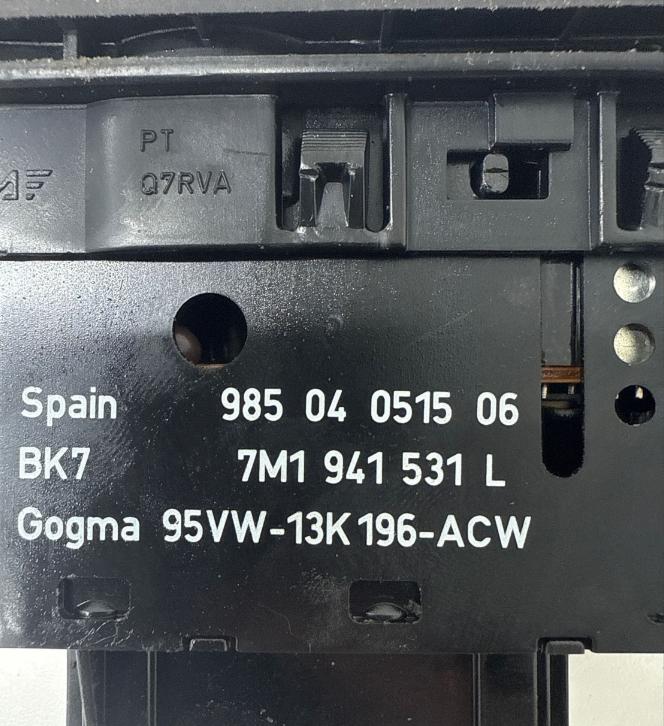 PT
Q7RVA
Spain 985 04 0515 06
BK7 7M1 941 531 L
Gogma 95VW-13K196-ACW